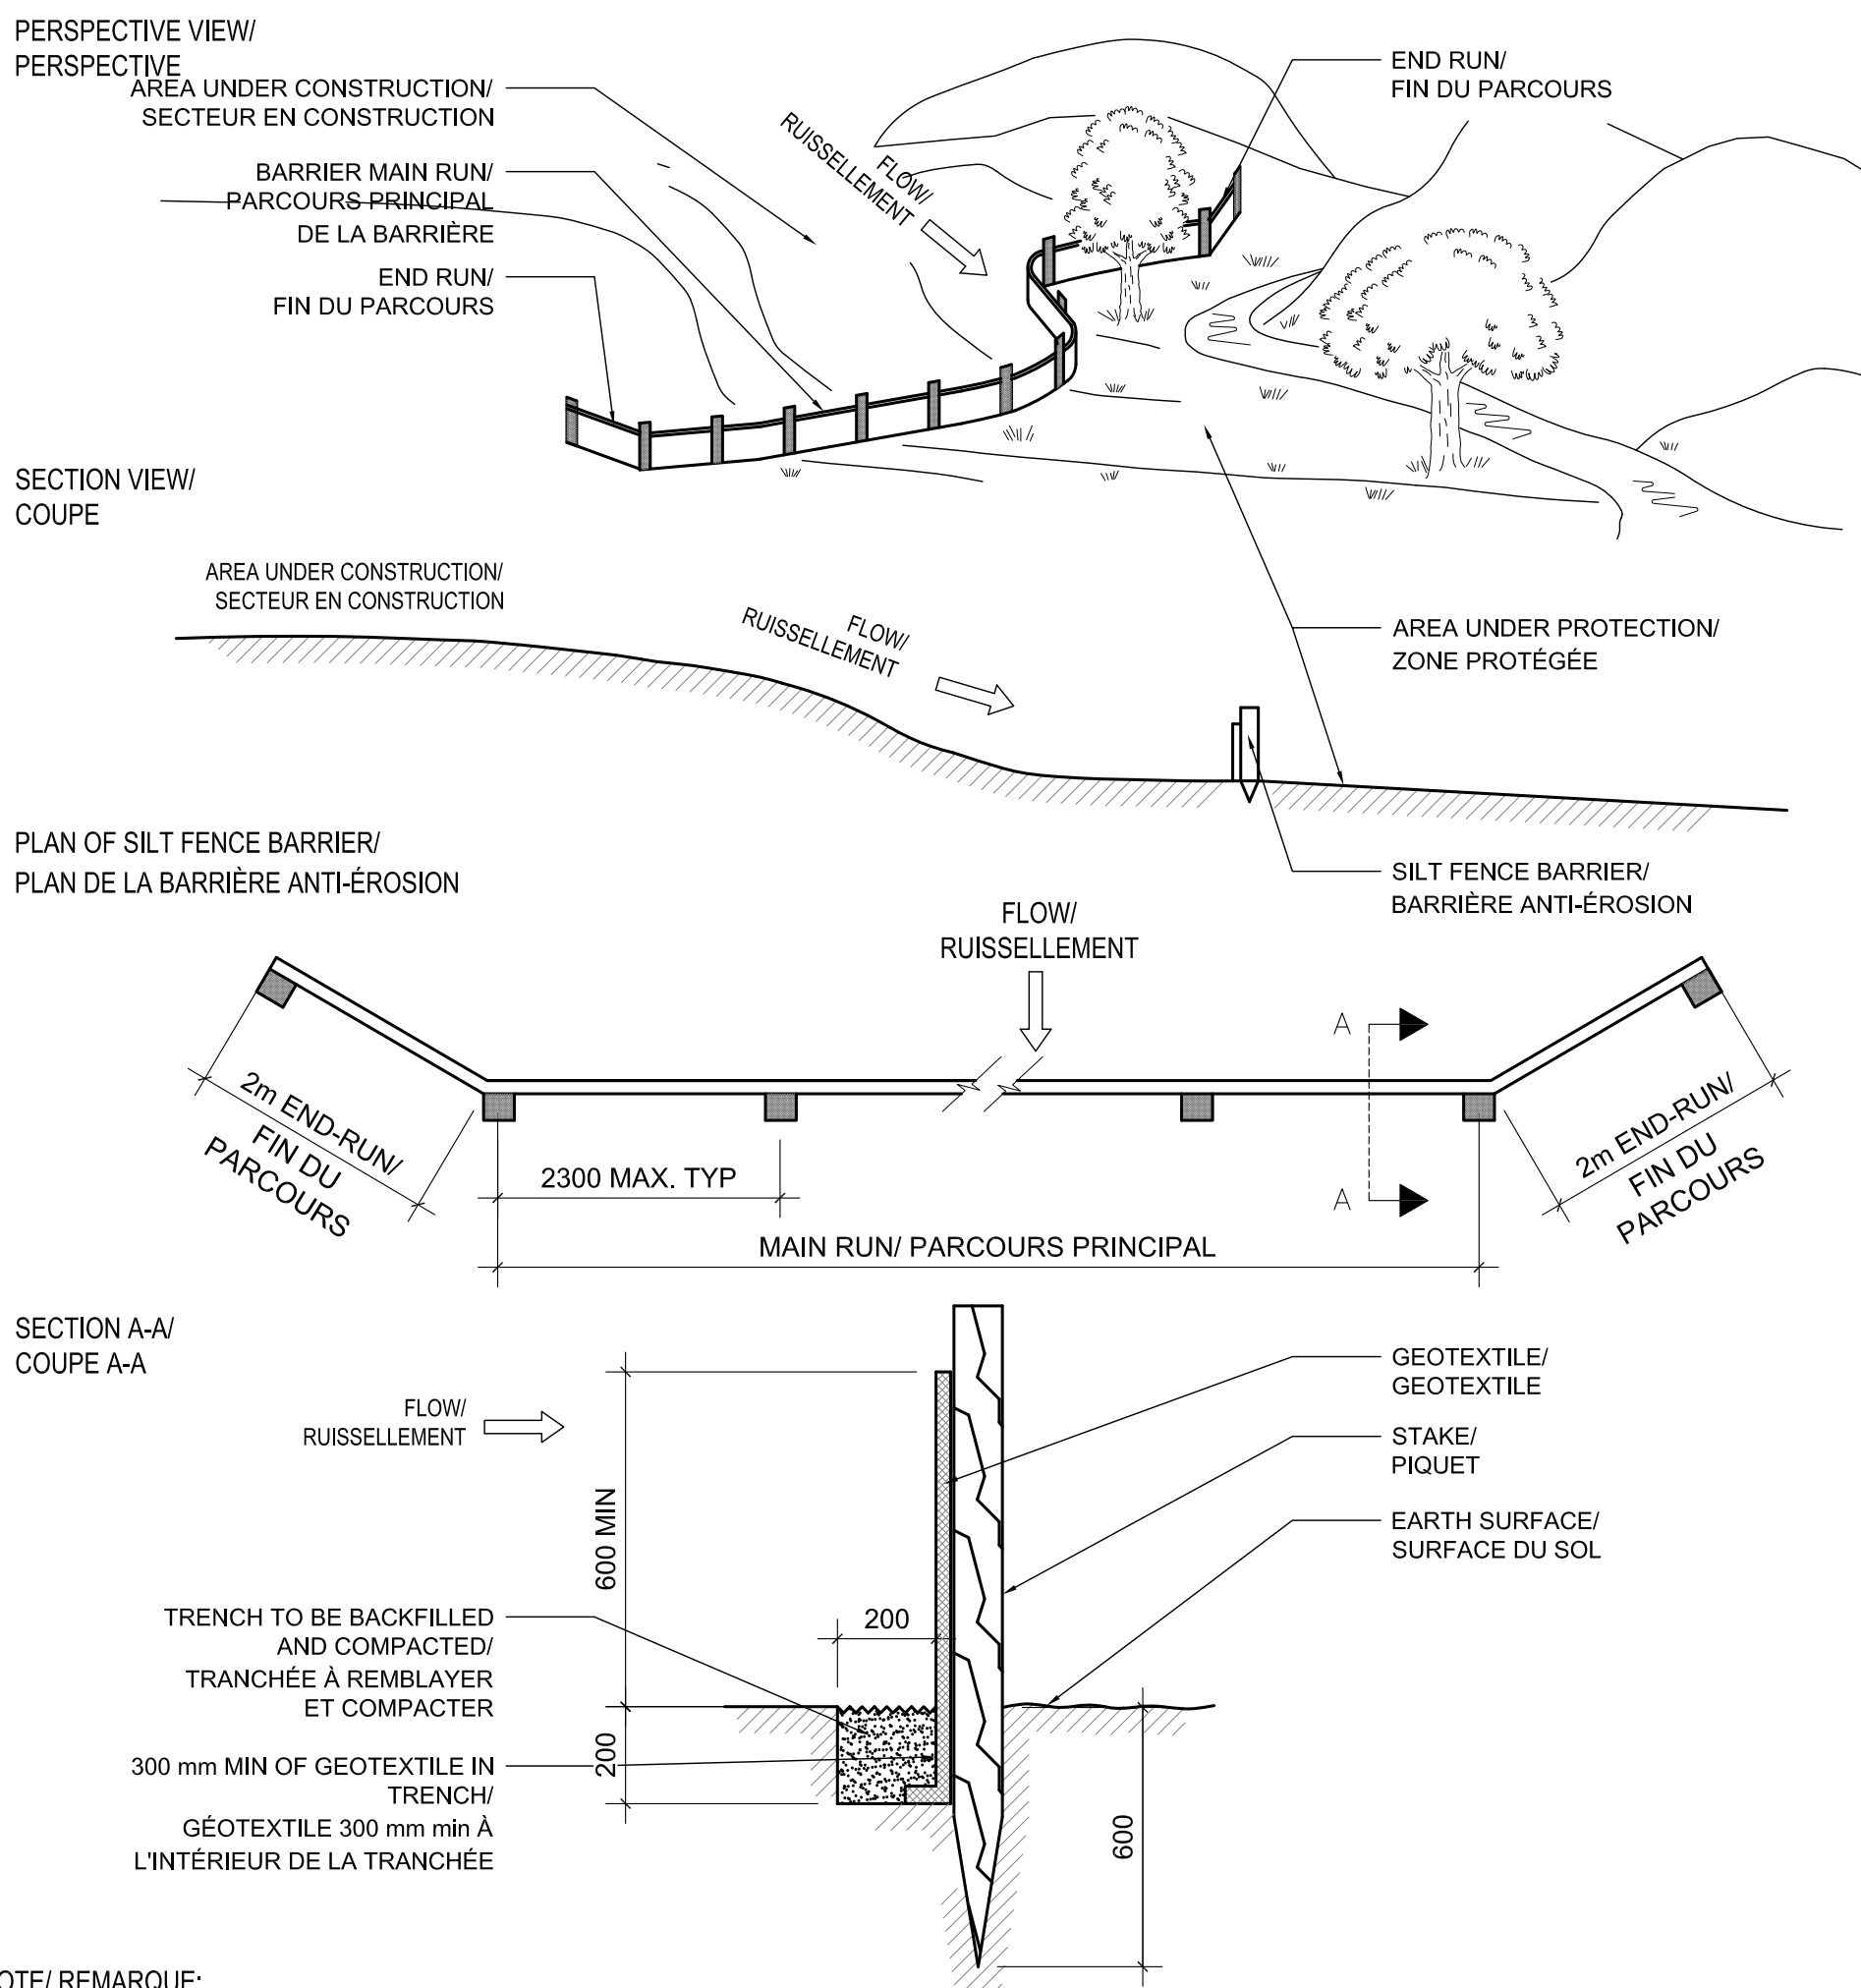 PERSPECTIVE VIEW/
PERSPECTIVE
AREA UNDER CONSTRUCTION/
SECTEUR EN CONSTRUCTION
BARRIER MAIN RUN/
PARCOURS PRINCIPAL
DE LA BARRIÈRE
END RUN/
FIN DU PARCOURS
FLOW/
RUISSELLEMENT
END RUN/
FIN DU PARCOURS
SECTION VIEW/
COUPE
AREA UNDER CONSTRUCTION/
SECTEUR EN CONSTRUCTION
FLOW/
RUISSELLEMENT
AREA UNDER PROTECTION/
ZONE PROTÉGÉE
SILT FENCE BARRIER/
BARRIÈRE ANTI-ÉROSION
PLAN OF SILT FENCE BARRIER/
PLAN DE LA BARRIÈRE ANTI-ÉROSION
FLOW/
RUISSELLEMENT
A
A
2m END-RUN/
FIN DU
PARCOURS
2300 MAX. TYP
MAIN RUN/ PARCOURS PRINCIPAL
2m END-RUN/
FIN DU
PARCOURS
SECTION A-A/
COUPE A-A
FLOW/
RUISSELLEMENT
600 MIN
200
200
600
GEOTEXTILE/
GEOTEXTILE
STAKE/
PIQUET
EARTH SURFACE/
SURFACE DU SOL
TRENCH TO BE BACKFILLED
AND COMPACTED/
TRANCHÉE À REMBLAYER
ET COMPACTER
300 mm MIN OF GEOTEXTILE IN
TRENCH/
GÉOTEXTILE 300 mm min À
L'INTÉRIEUR DE LA TRANCHÉE
OTE/ REMARQUE: